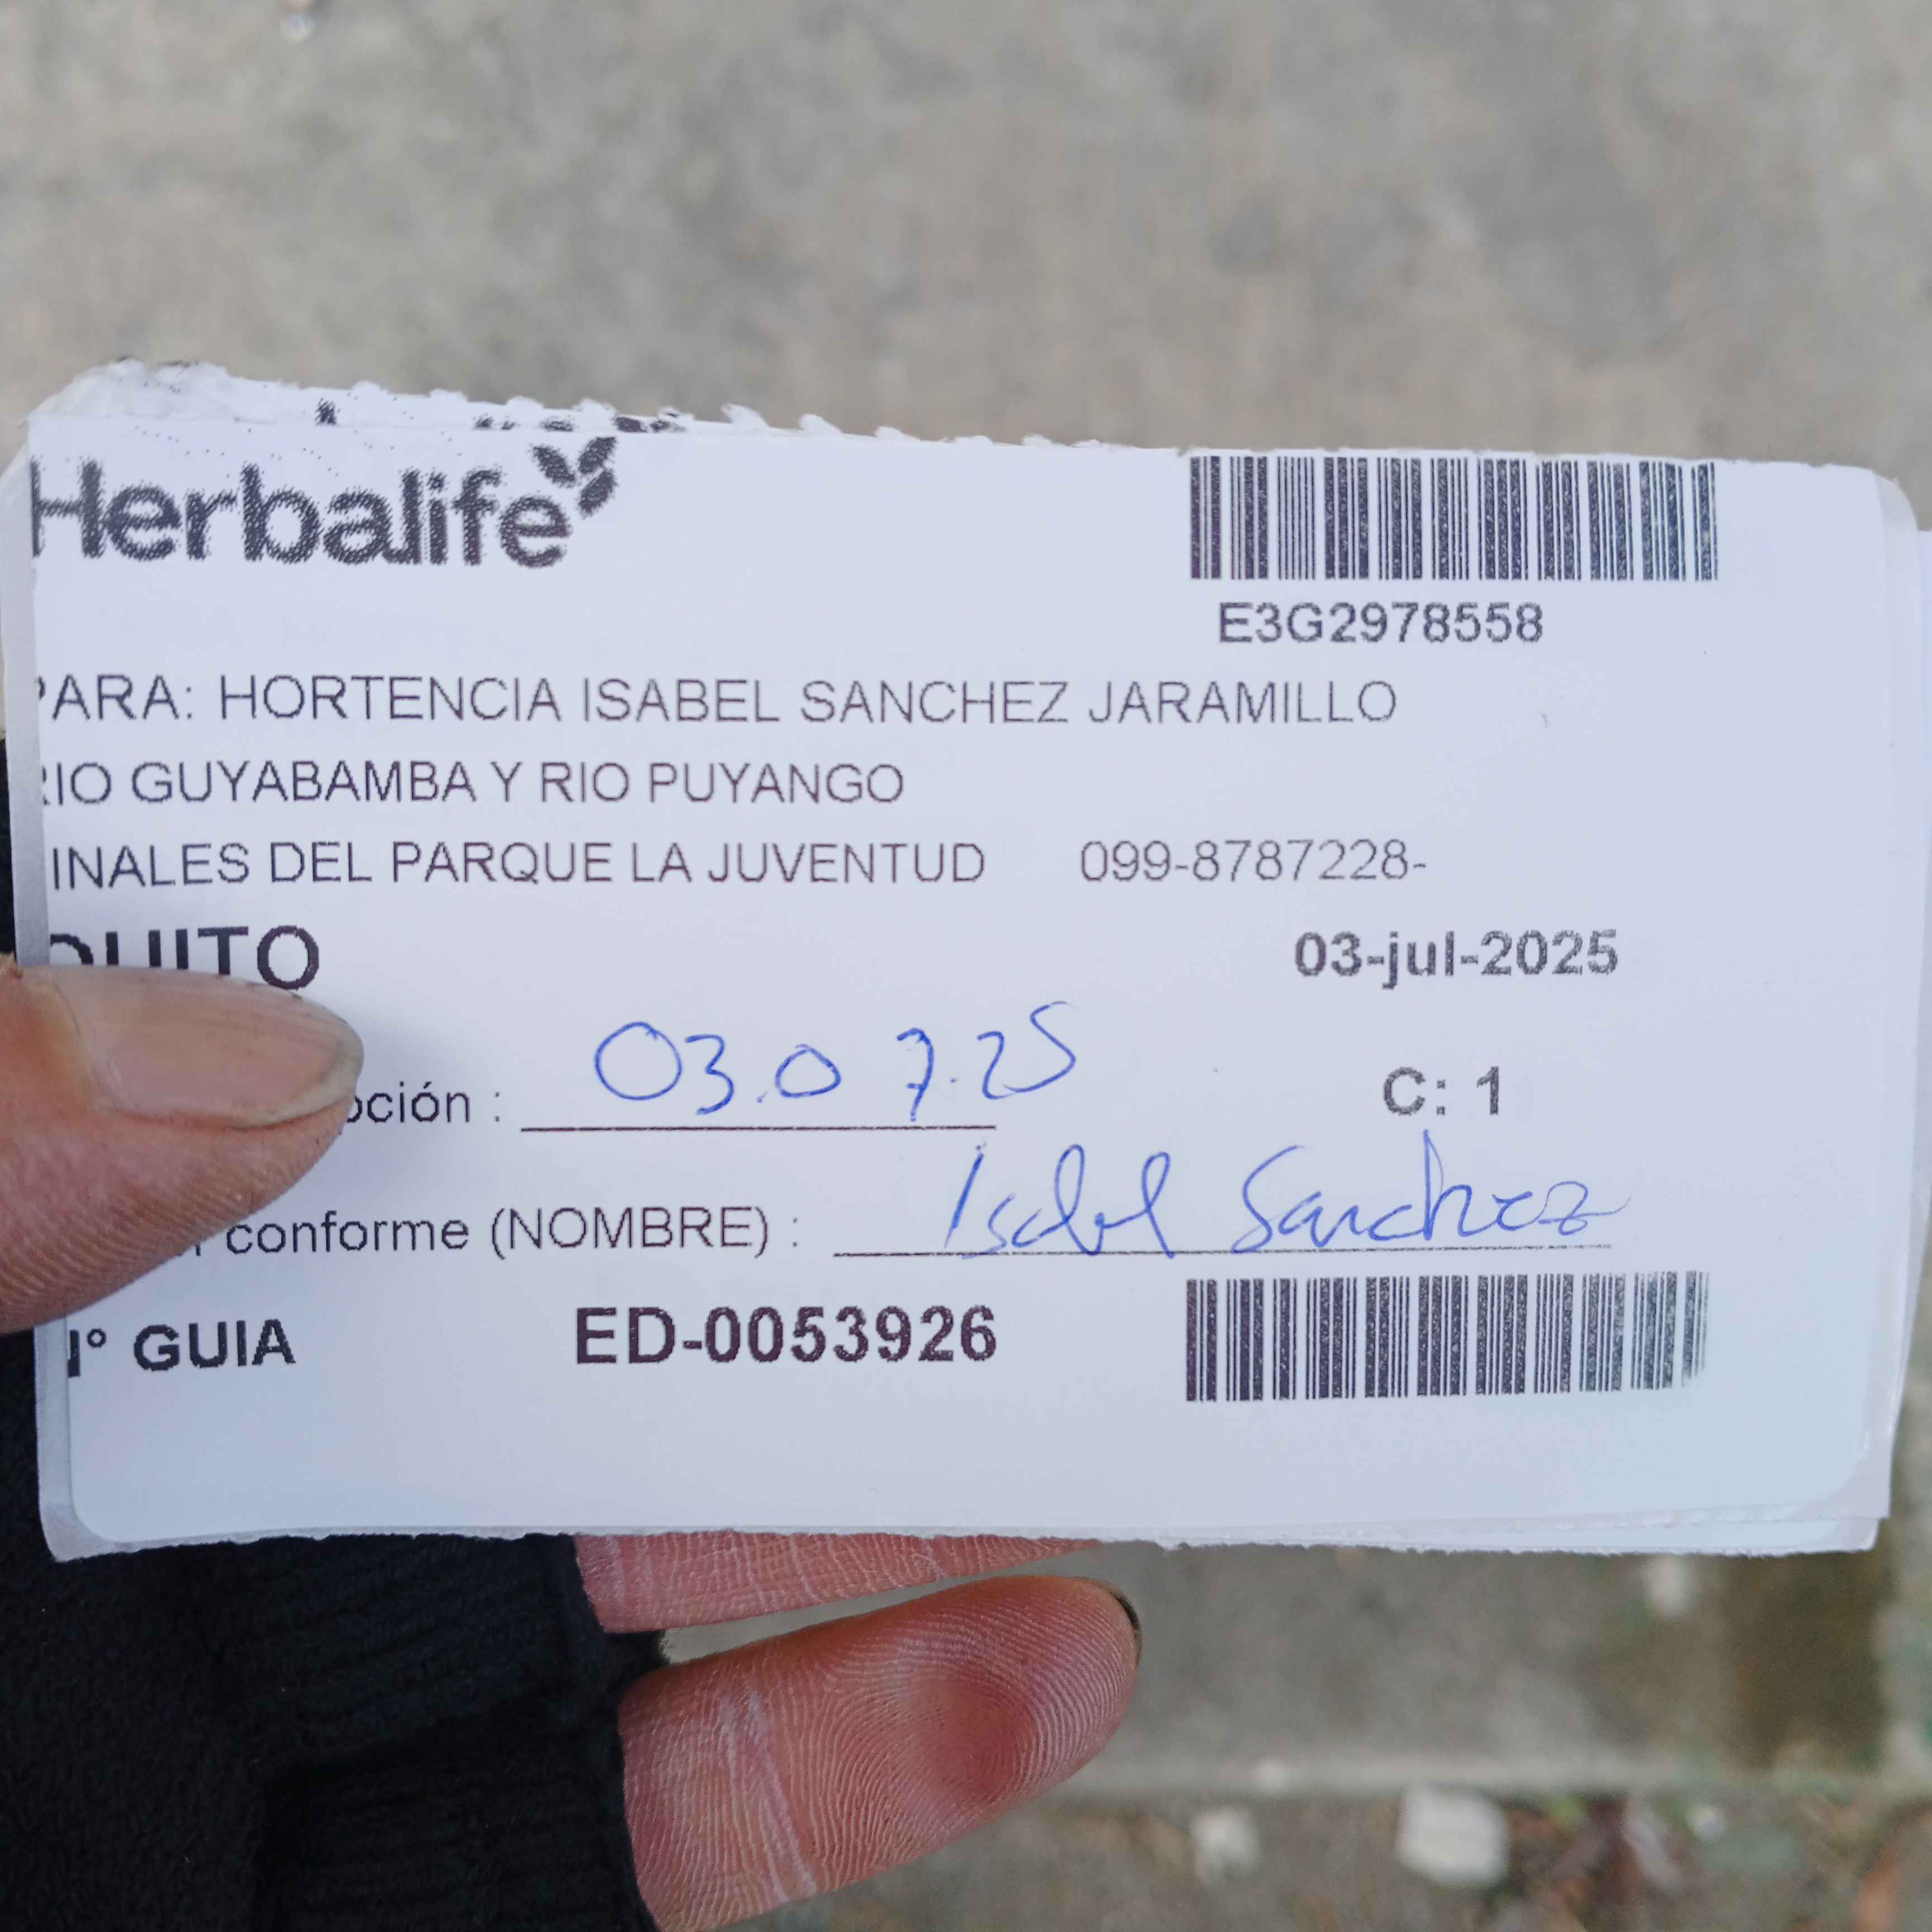 Herbalife
E3G2978558
PARA: HORTENCIA ISABEL SANCHEZ JARAMILLO
RIO GUYABAMBA Y RIO PUYANGO
INALES DEL PARQUE LA JUVENTUD 099-8787228-
QUITO 03-jul-2025
pción : 03.07.25 C: 1
conforme (NOMBRE) : Isabel Sanchez
N° GUIA ED-0053926